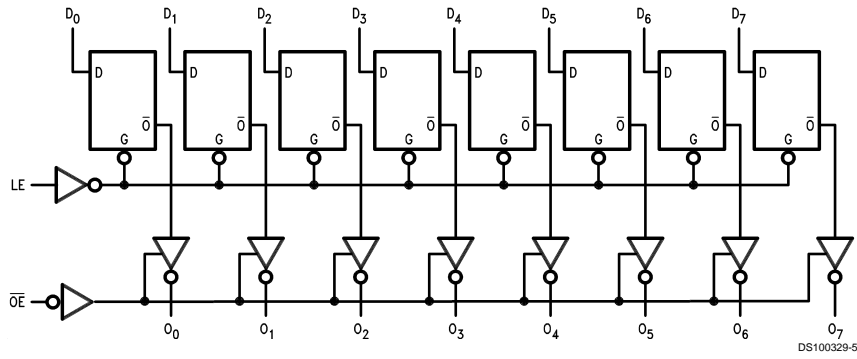 D₀ D₁ D₂ D₃ D₄ D₅ D₆ D₇
D D D D D D D D
O̅ O̅ O̅ O̅ O̅ O̅ O̅ O̅
G G G G G G G G
LE
O̅E̅
O₀ O₁ O₂ O₃ O₄ O₅ O₆ O₇
DS100329-5